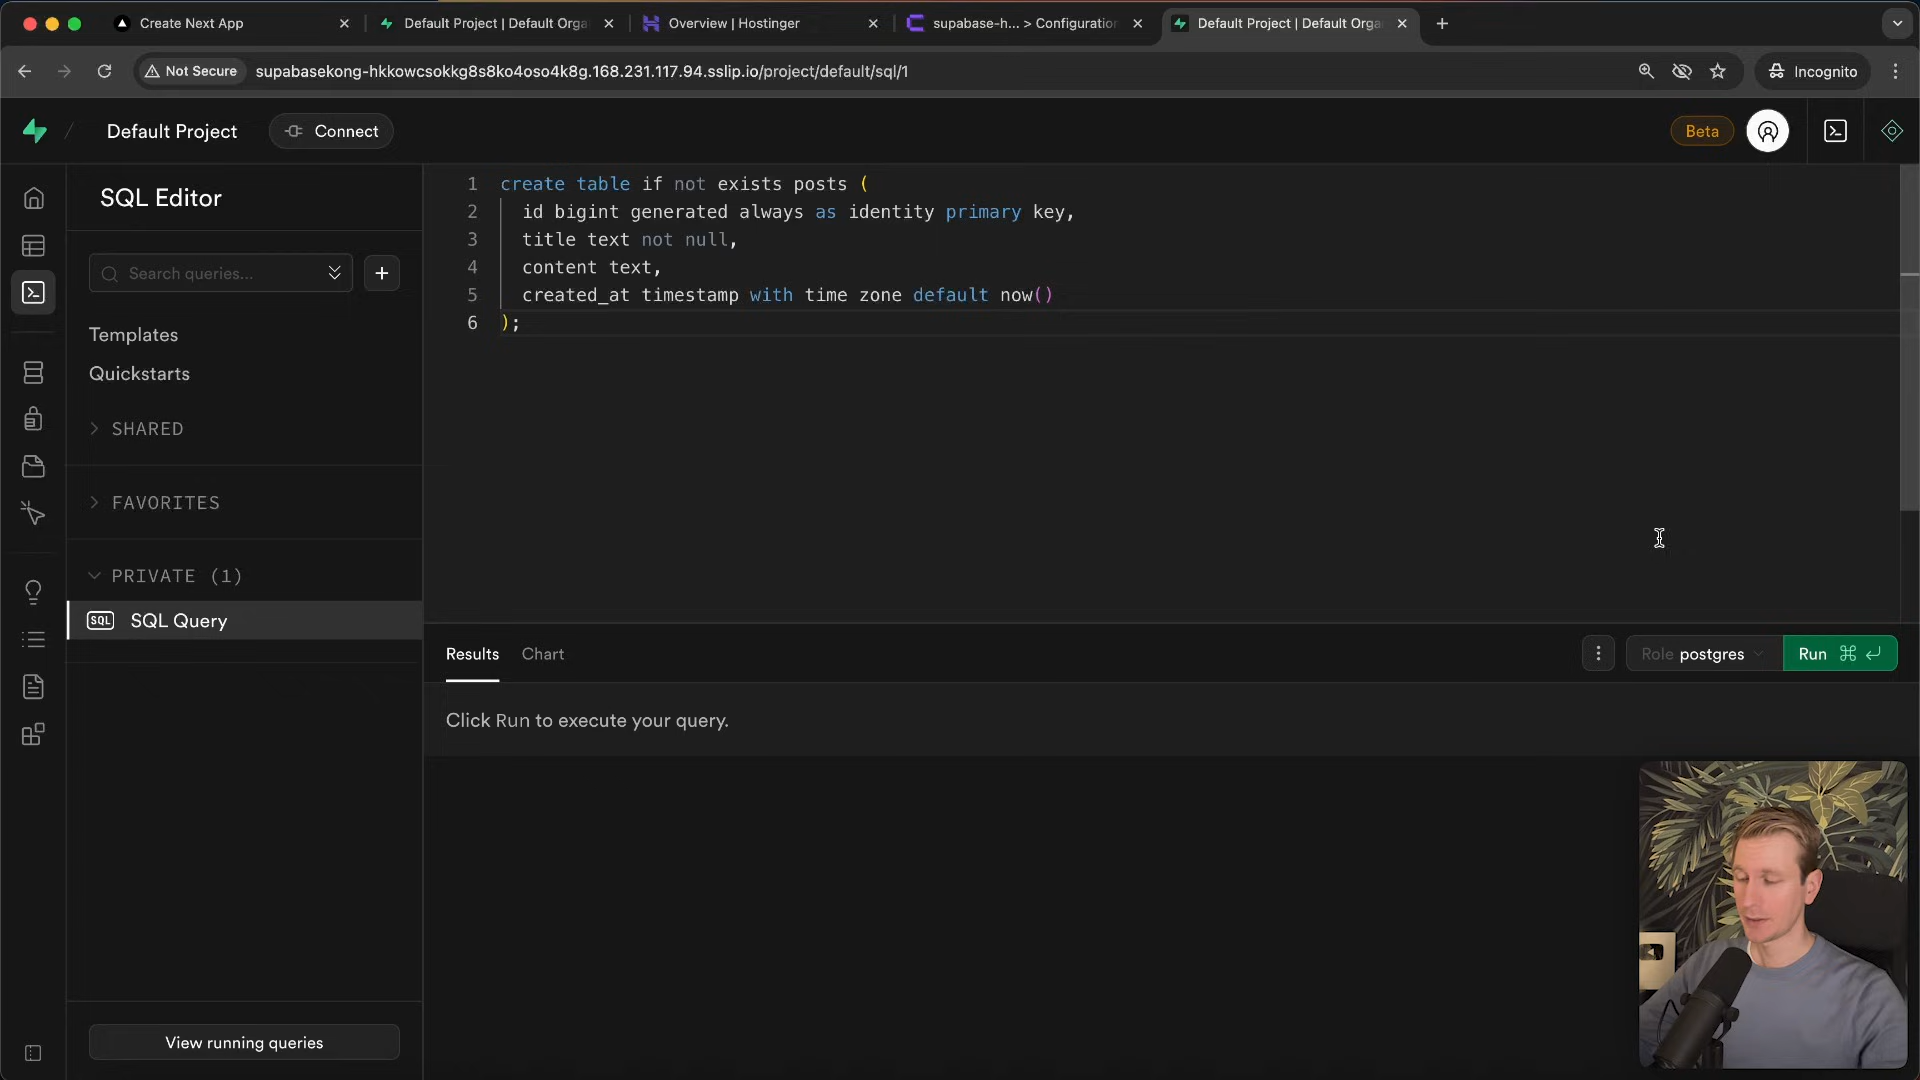 Create Next App
Default Project | Default Orga
Overview | Hostinger
supabase-h... > Configuration
Default Project | Default Orga
Not Secure
supabasekong-hkkowcsokkg8s8ko4oso4k8g.168.231.117.94.sslip.io/project/default/sql/1
Incognito
Default Project
Connect
Beta
SQL Editor
Search queries...
Templates
Quickstarts
SHARED
FAVORITES
PRIVATE (1)
SQL SQL Query
View running queries
1 create table if not exists posts (
2 id bigint generated always as identity primary key,
3 title text not null,
4 content text,
5 created_at timestamp with time zone default now()
6 );
Results
Chart
Role postgres
Run ⌘
Click Run to execute your query.